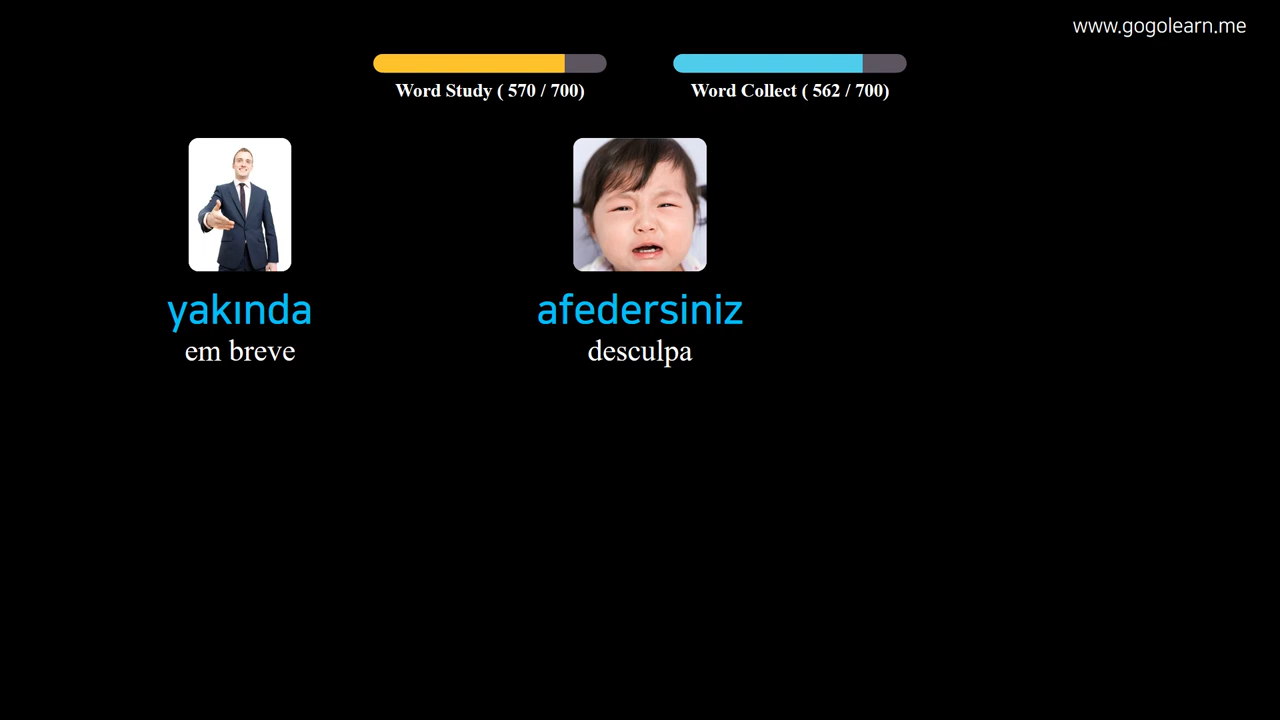 www.gogolearn.me
Word Study ( 570 / 700)
Word Collect ( 562 / 700)
yakında
em breve
afedersiniz
desculpa